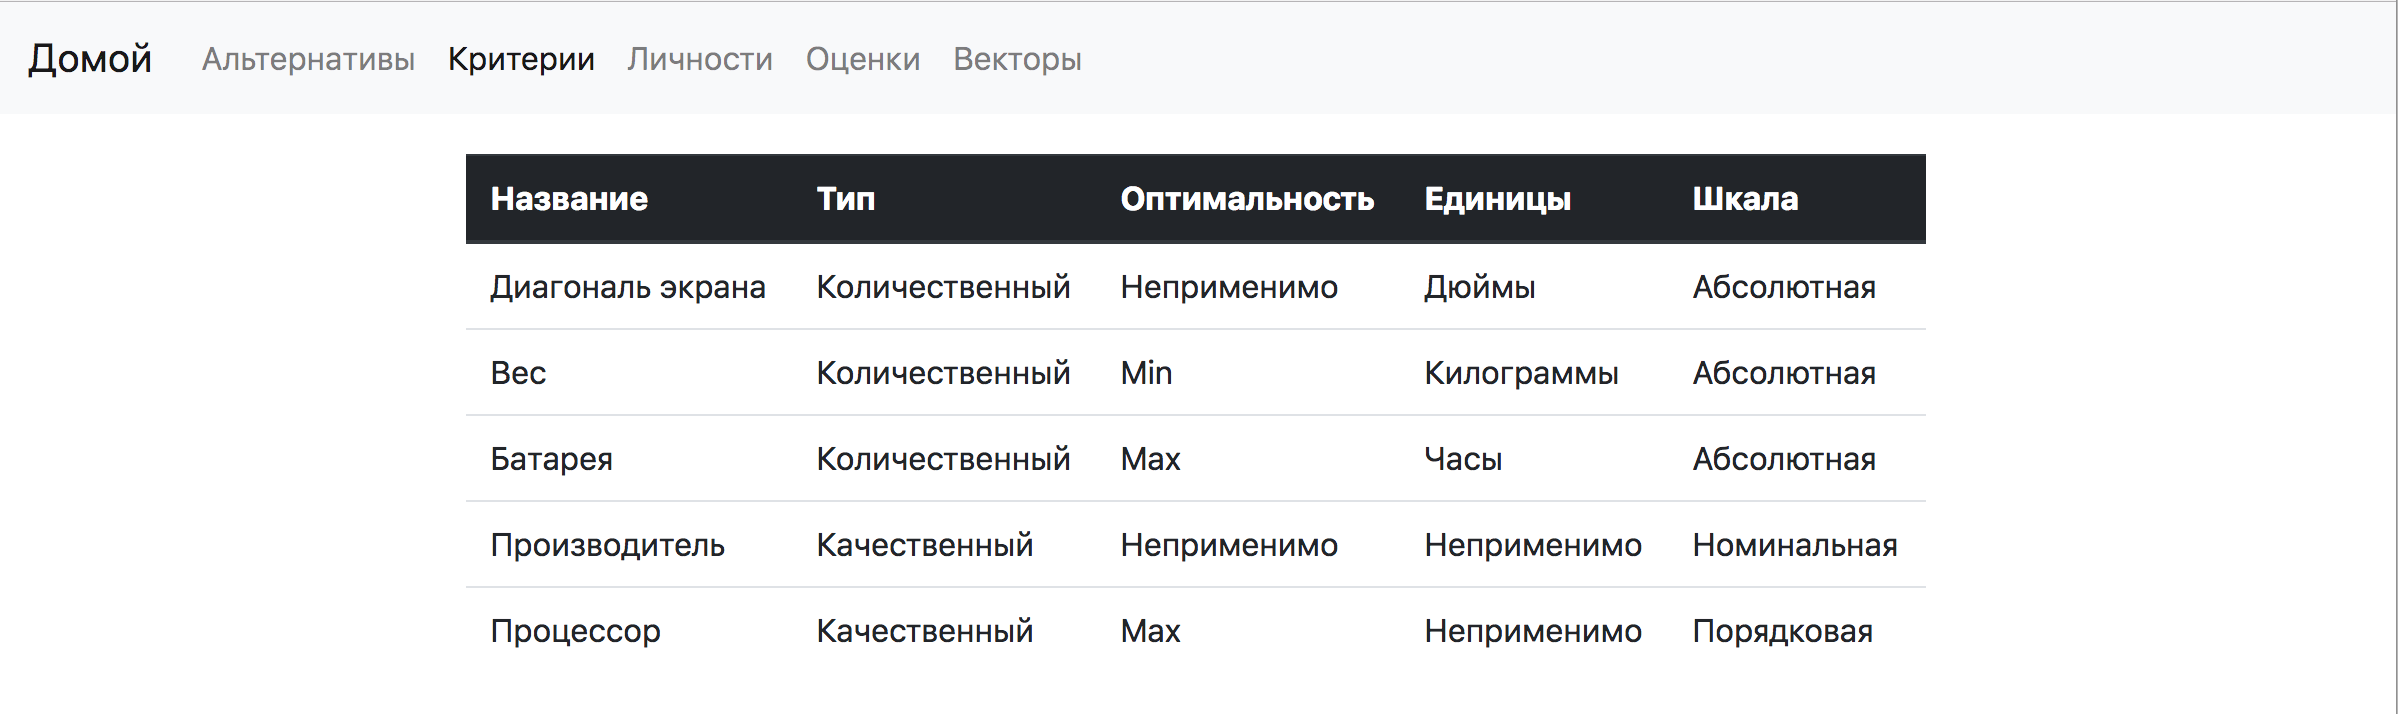 Домой Альтернативы Критерии Личности Оценки Векторы
Название Тип Оптимальность Единицы Шкала
Диагональ экрана Количественный Неприменимо Дюймы Абсолютная
Вес Количественный Min Килограммы Абсолютная
Батарея Количественный Max Часы Абсолютная
Производитель Качественный Неприменимо Неприменимо Номинальная
Процессор Качественный Max Неприменимо Порядковая